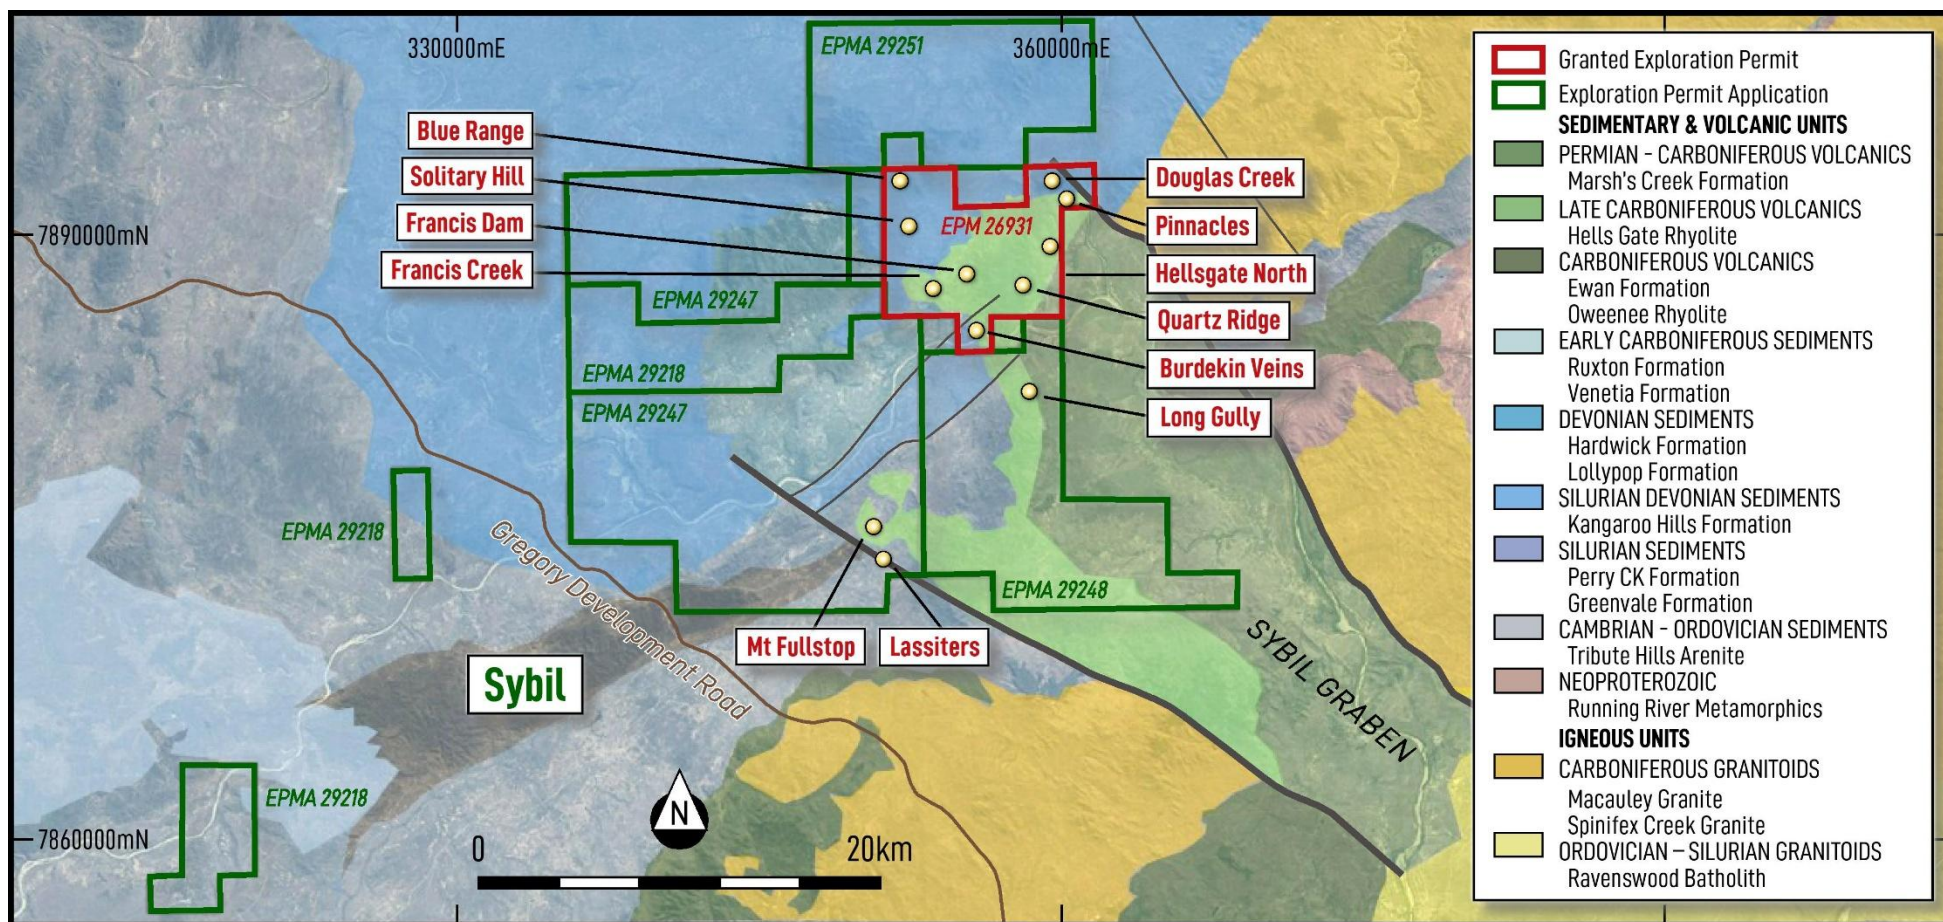 330000mE
EPMA 29251
360000mE
Blue Range
Solitary Hill
Francis Dam
Francis Creek
7890000mN
EPM 26931
Douglas Creek
Pinnacles
Hellsgate North
Quartz Ridge
Burdekin Veins
Long Gully
EPMA 29247
EPMA 29218
EPMA 29247
EPMA 29218
Gregory Development Road
EPMA 29248
Mt Fullstop
Lassiters
Sybil
SYBIL GRABEN
EPMA 29218
7860000mN
N
0
20km
Granted Exploration Permit
Exploration Permit Application
SEDIMENTARY & VOLCANIC UNITS
PERMIAN - CARBONIFEROUS VOLCANICS
Marsh's Creek Formation
LATE CARBONIFEROUS VOLCANICS
Hells Gate Rhyolite
CARBONIFEROUS VOLCANICS
Ewan Formation
Oweenee Rhyolite
EARLY CARBONIFEROUS SEDIMENTS
Ruxton Formation
Venetia Formation
DEVONIAN SEDIMENTS
Hardwick Formation
Lollypop Formation
SILURIAN DEVONIAN SEDIMENTS
Kangaroo Hills Formation
SILURIAN SEDIMENTS
Perry CK Formation
Greenvale Formation
CAMBRIAN - ORDOVICIAN SEDIMENTS
Tribute Hills Arenite
NEOPROTEROZOIC
Running River Metamorphics
IGNEOUS UNITS
CARBONIFEROUS GRANITOIDS
Macauley Granite
Spinifex Creek Granite
ORDOVICIAN – SILURIAN GRANITOIDS
Ravenswood Batholith